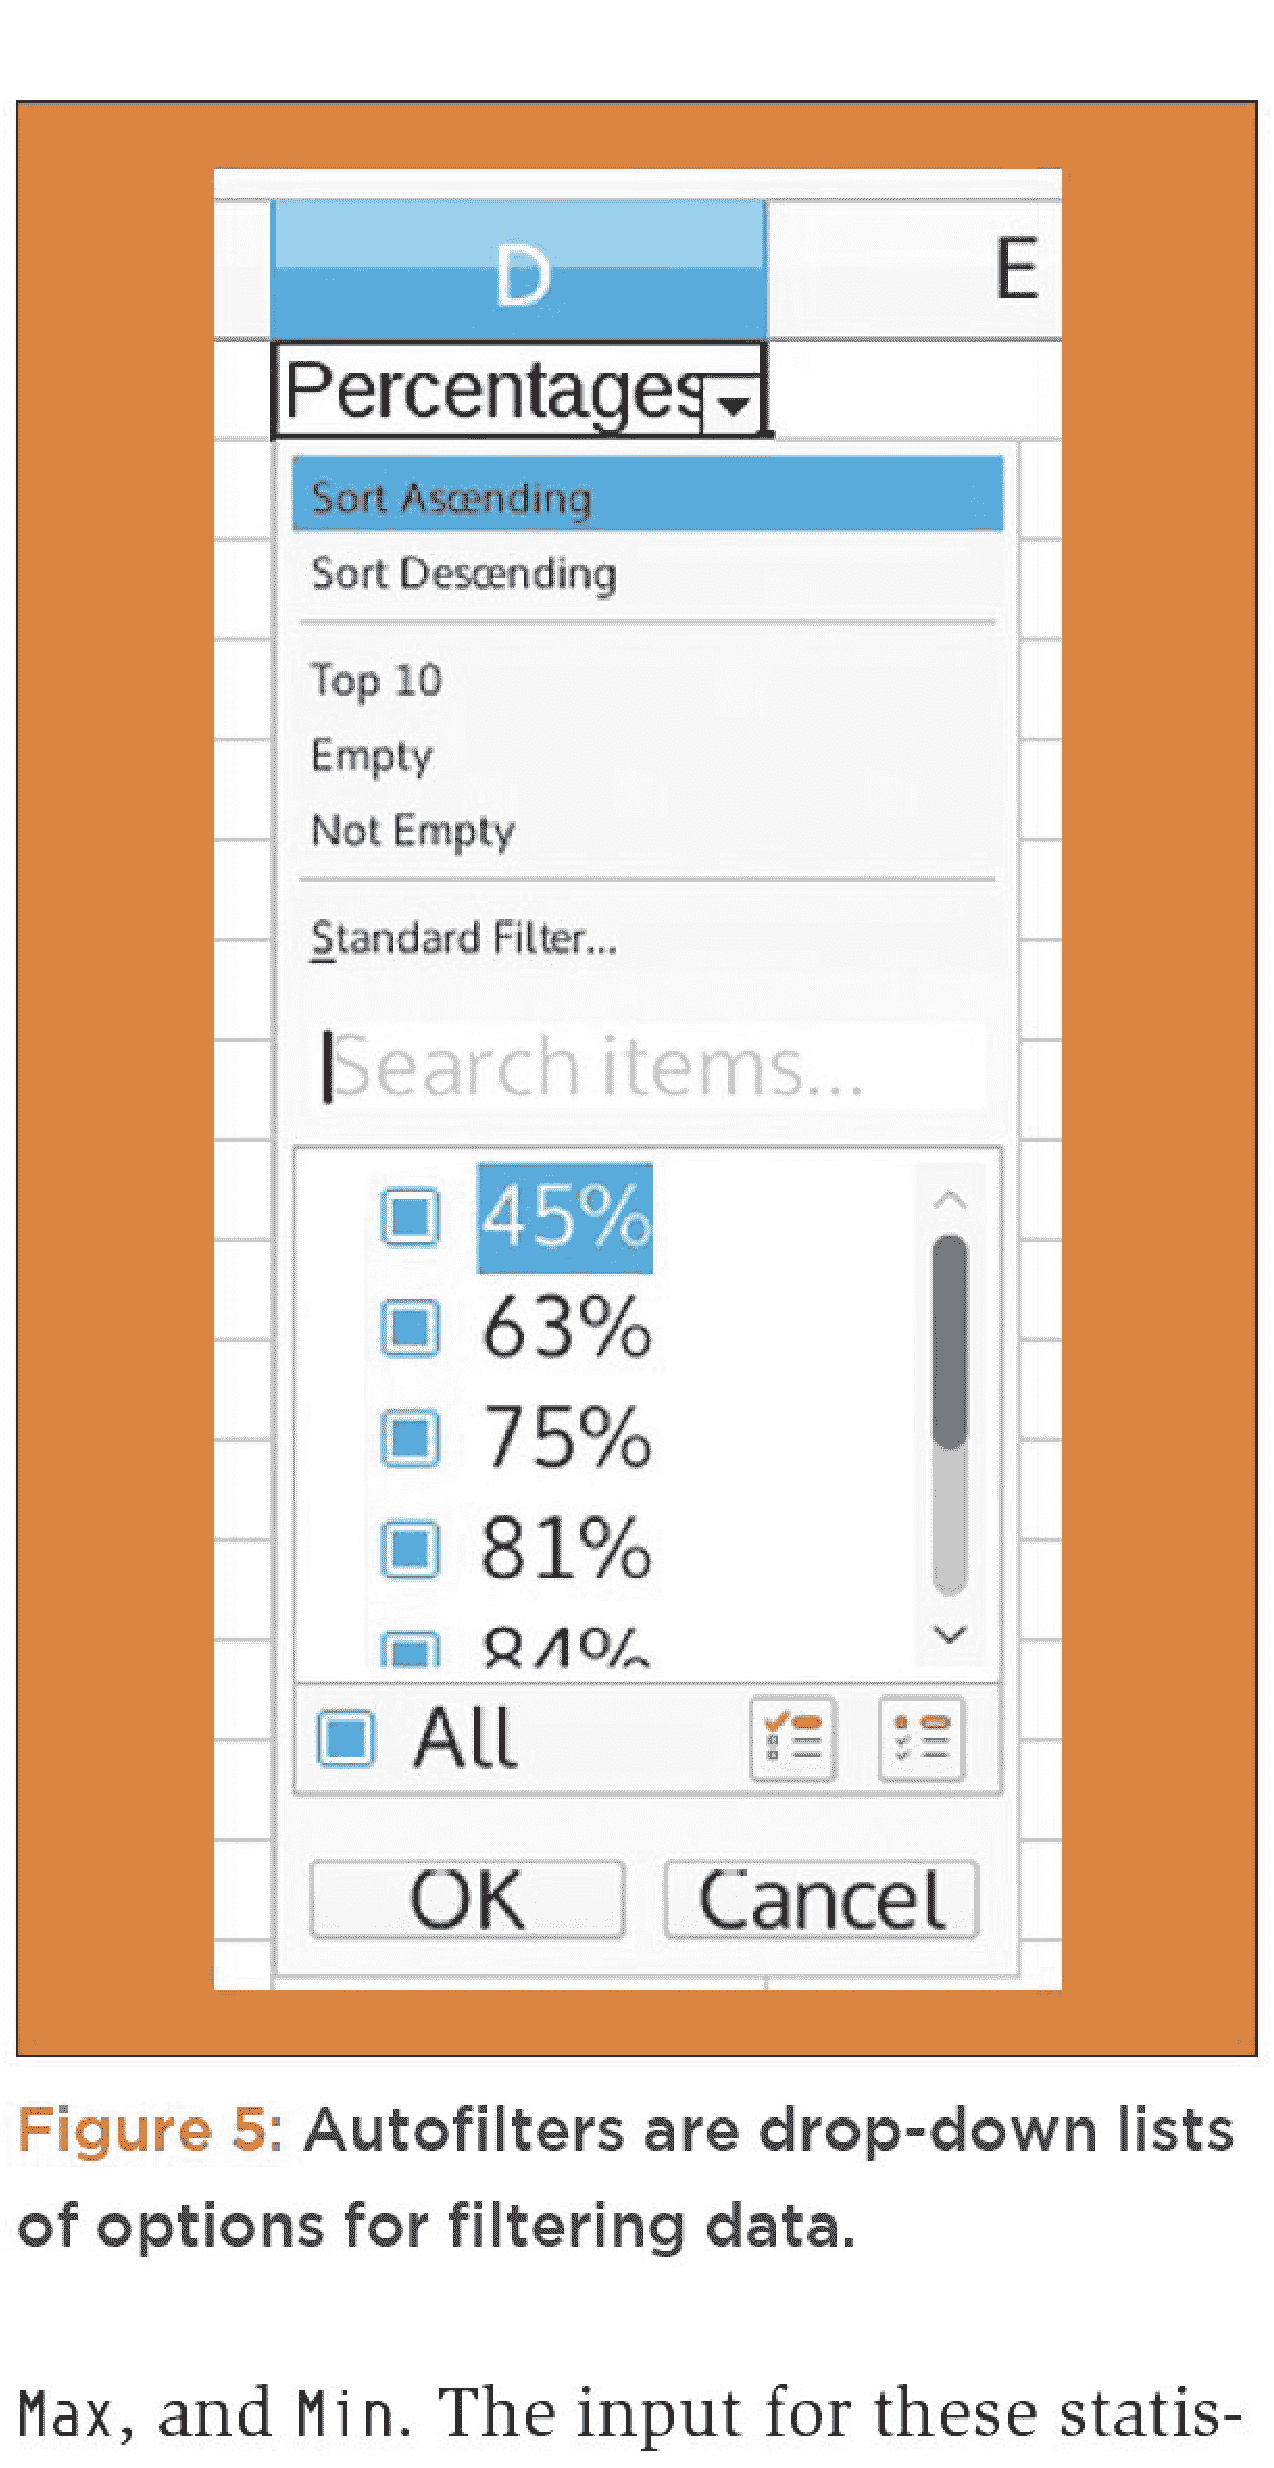 D E
Percentages
Sort Ascending
Sort Descending
Top 10
Empty
Not Empty
Standard Filter...
Search items...
45%
63%
75%
81%
84%
All
OK Cancel
Figure 5: Autofilters are drop-down lists
of options for filtering data.
Max, and Min. The input for these statis-